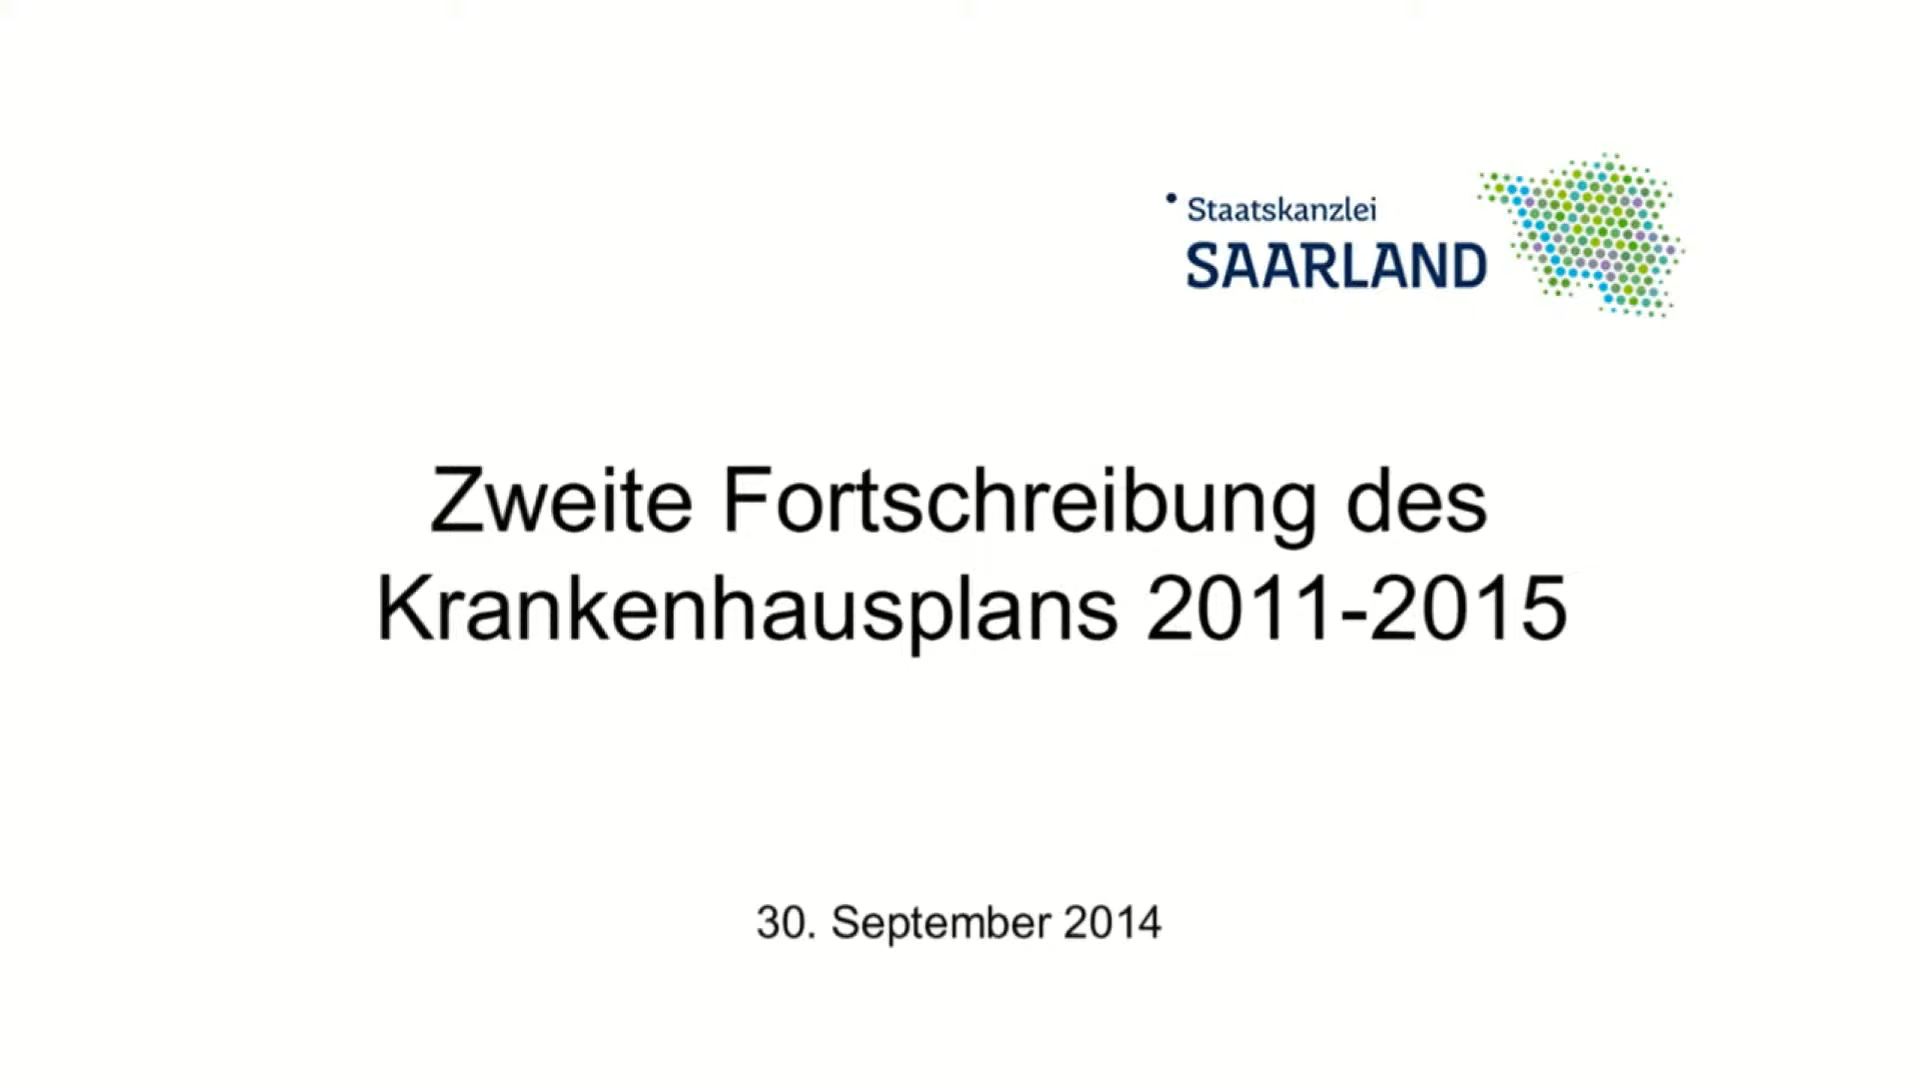 Staatskanzlei
SAARLAND
Zweite Fortschreibung des
Krankenhausplans 2011-2015
30. September 2014